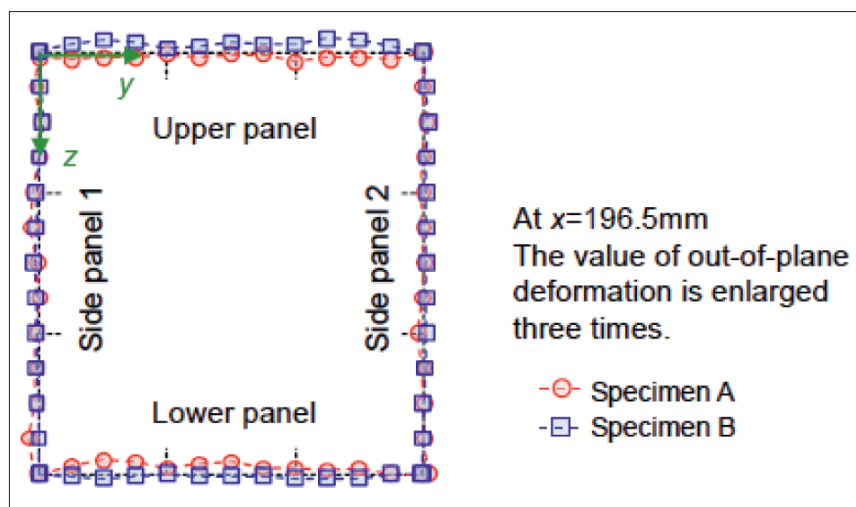 y
Upper panel
z
Side panel 1
Side panel 2
At x=196.5mm
The value of out-of-plane
deformation is enlarged
three times.
Specimen A
Lower panel
Specimen B